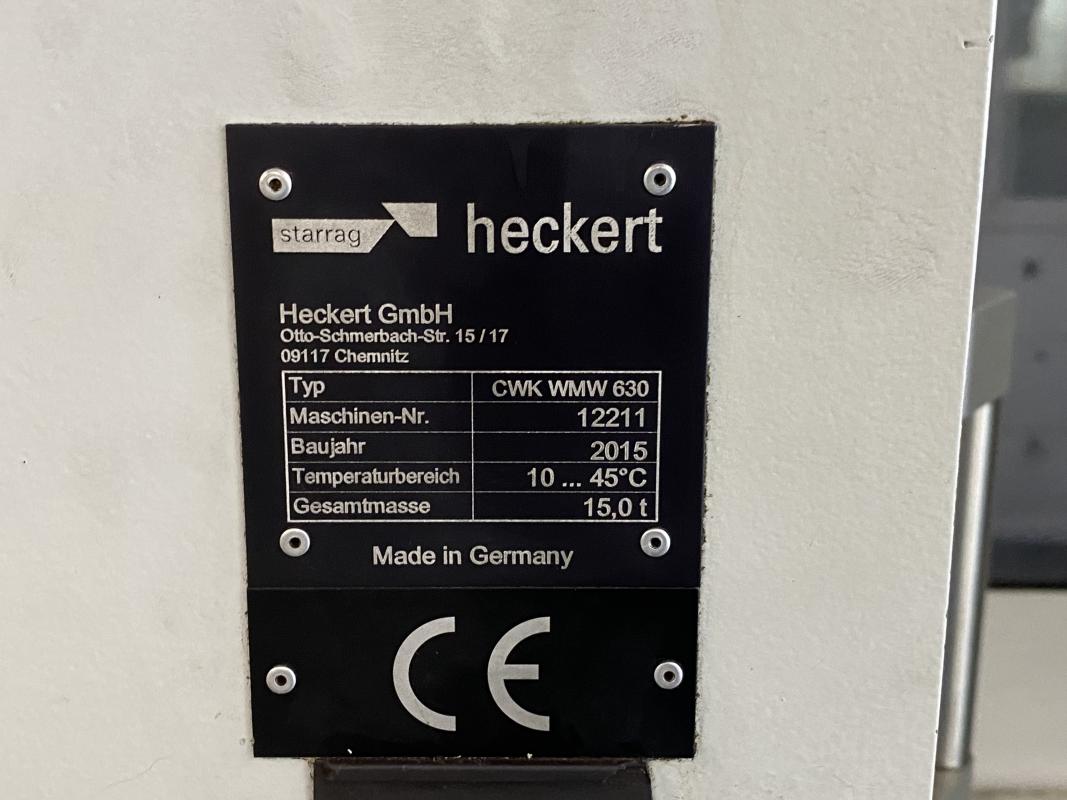 starrag heckert
Heckert GmbH
Otto-Schmerbach-Str. 15 / 17
09117 Chemnitz
Typ CWK WMW 630
Maschinen-Nr. 12211
Baujahr 2015
Temperaturbereich 10 ... 45°C
Gesamtmasse 15,0 t
Made in Germany
CE